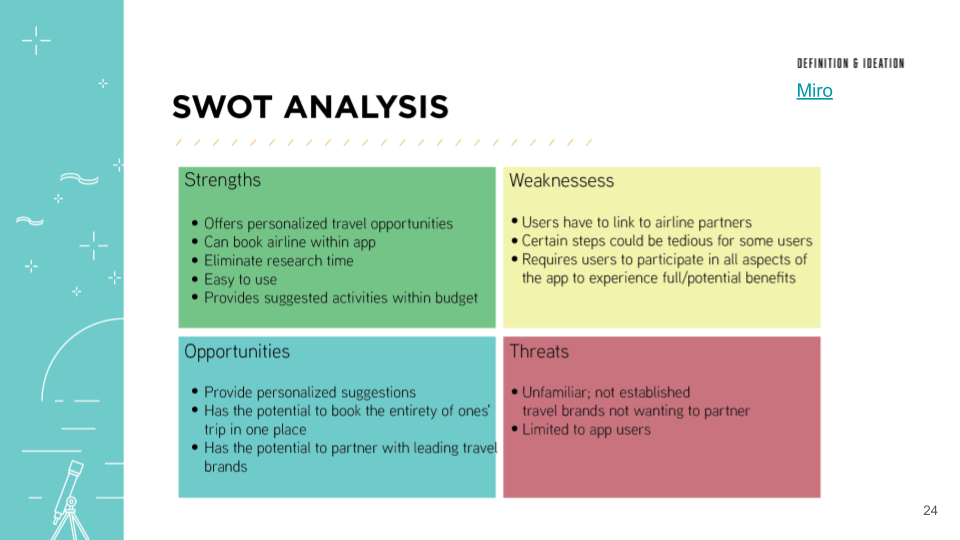 DEFINITION & IDEATION
Miro
SWOT ANALYSIS
Strengths
• Offers personalized travel opportunities
• Can book airline within app
• Eliminate research time
• Easy to use
• Provides suggested activities within budget
Weaknessess
• Users have to link to airline partners
• Certain steps could be tedious for some users
• Requires users to participate in all aspects of
the app to experience full/potential benefits
Opportunities
• Provide personalized suggestions
• Has the potential to book the entirety of ones'
trip in one place
• Has the potential to partner with leading travel
brands
Threats
• Unfamiliar; not established
travel brands not wanting to partner
• Limited to app users
24